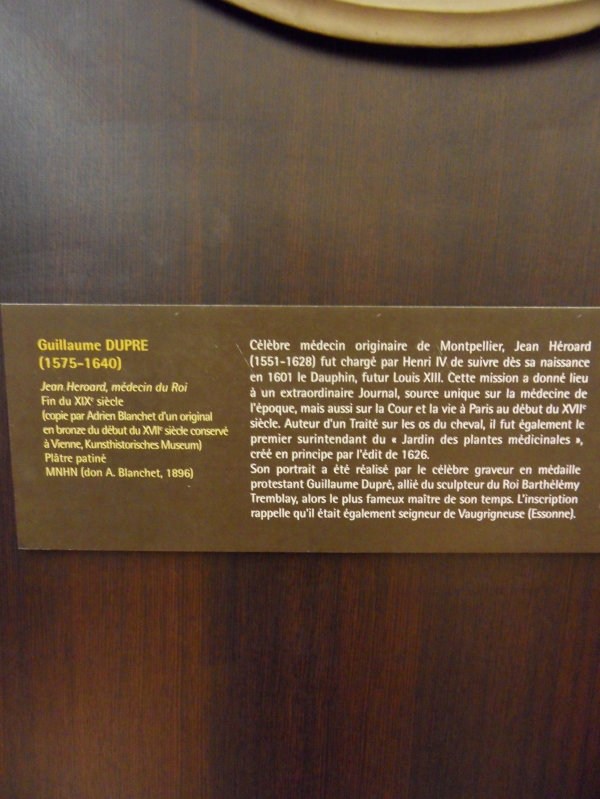 Guillaume DUPRE
(1575-1640)
Jean Heroard, médecin du Roi
Fin du XIXe siècle
(copie par Adrien Blanchet d'un original
en bronze du début du XVIIe siècle conservé
à Vienne, Kunsthistorisches Museum)
Plâtre patiné
MNHN (don A. Blanchet, 1896)
Célèbre médecin originaire de Montpellier, Jean Héroard
(1551-1628) fut chargé par Henri IV de suivre dès sa naissance
en 1601 le Dauphin, futur Louis XIII. Cette mission a donné lieu
à un extraordinaire Journal, source unique sur la médecine de
l'époque, mais aussi sur la Cour et la vie à Paris au début du XVIIe
siècle. Auteur d'un Traité sur les os du cheval, il fut également le
premier surintendant du « Jardin des plantes médicinales »,
créé en principe par l'édit de 1626.
Son portrait a été réalisé par le célèbre graveur en médaille
protestant Guillaume Dupré, allié du sculpteur du Roi Barthélémy
Tremblay, alors le plus fameux maître de son temps. L'inscription
rappelle qu'il était également seigneur de Vaugrigneuse (Essonne).